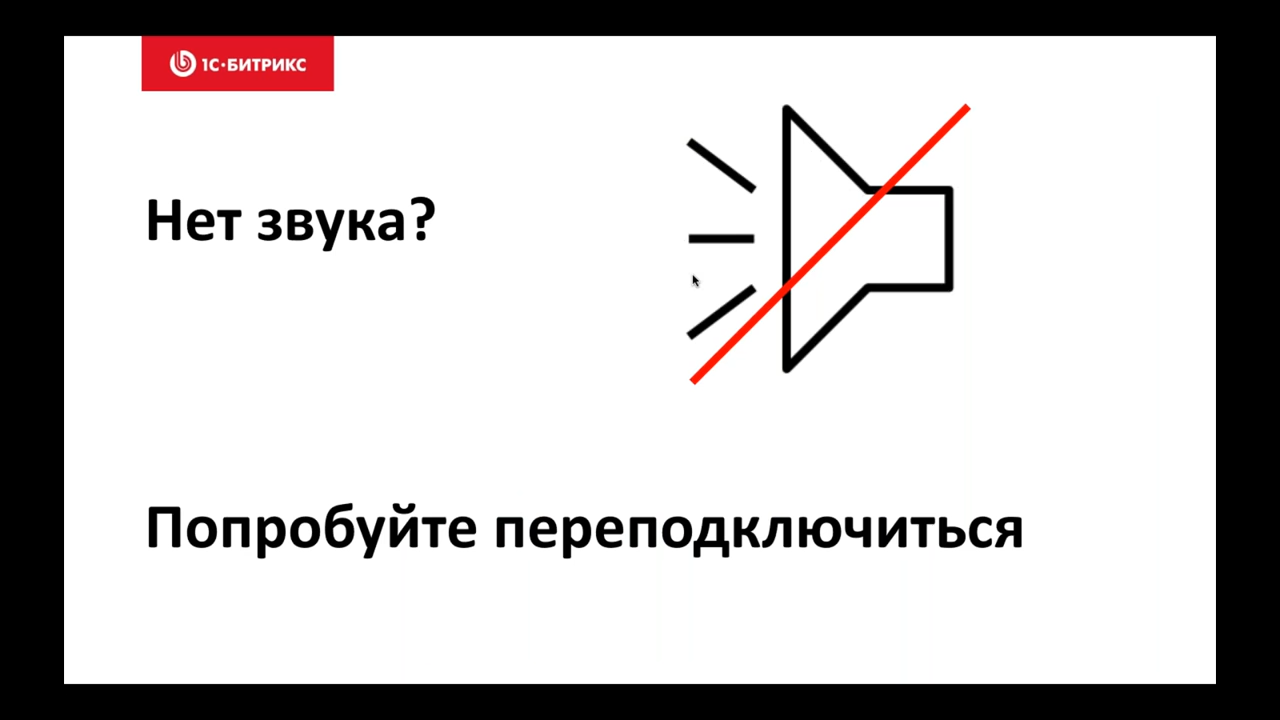 1С•БИТРИКС
Нет звука?
Попробуйте переподключиться